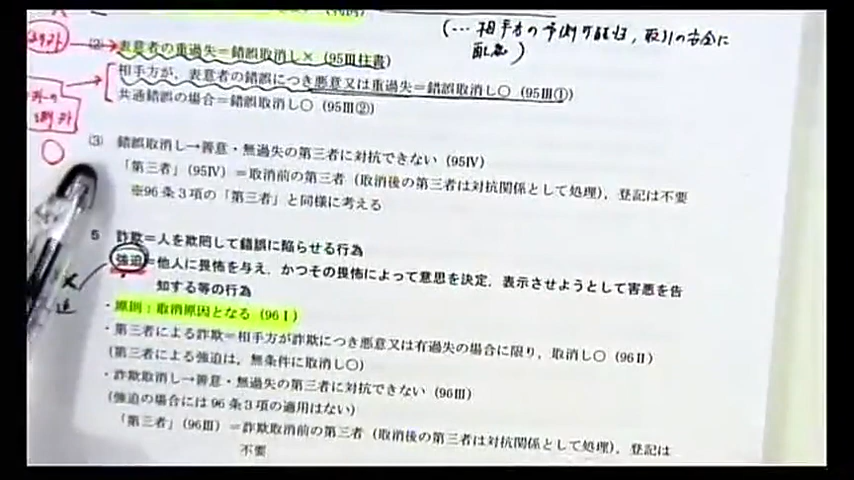 (… 相手方の予測可能性, 取引の安全に
配慮)
(2) 表意者の重過失=錯誤取消し×(95Ⅲ柱書)
相手方が,表意者の錯誤につき悪意又は重過失=錯誤取消し〇(95Ⅲ①)
共通錯誤の場合=錯誤取消し〇(95Ⅲ②)
(3) 錯誤取消し→善意・無過失の第三者に対抗できない(95Ⅳ)
「第三者」(95Ⅳ)=取消前の第三者(取消後の第三者は対抗関係として処理),登記は不要
※96条3項の「第三者」と同様に考える
5 詐欺=人を欺罔して錯誤に陥らせる行為
強迫=他人に畏怖を与え,かつその畏怖によって意思を決定,表示させようとして害悪を告
知する等の行為
・原則:取消原因となる(96Ⅰ)
・第三者による詐欺=相手方が詐欺につき悪意又は有過失の場合に限り,取消し〇(96Ⅱ)
(第三者による強迫は,無条件に取消し〇)
・詐欺取消し→善意・無過失の第三者に対抗できない(96Ⅲ)
(強迫の場合には96条3項の適用はない)
「第三者」(96Ⅲ)=詐欺取消前の第三者(取消後の第三者は対抗関係として処理),登記は
不要